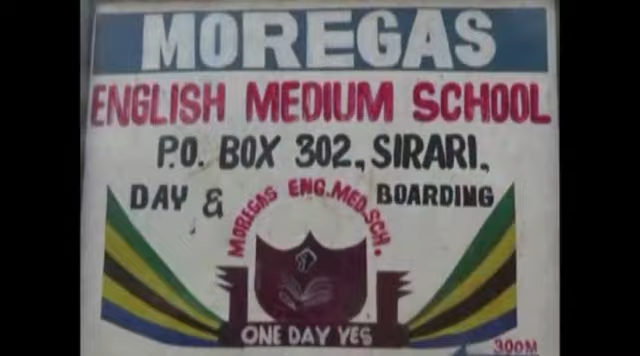 MOREGAS
ENGLISH MEDIUM SCHOOL
P.O. BOX 302, SIRARI,
DAY & BOARDING
MOREGAS ENG.MED.SCH.
ONE DAY YES
300M